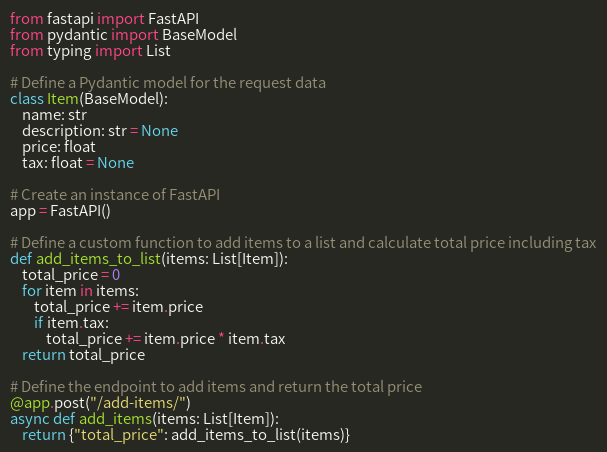 from fastapi import FastAPI
from pydantic import BaseModel
from typing import List

# Define a Pydantic model for the request data
class Item(BaseModel):
    name: str
    description: str = None
    price: float
    tax: float = None

# Create an instance of FastAPI
app = FastAPI()

# Define a custom function to add items to a list and calculate total price including tax
def add_items_to_list(items: List[Item]):
    total_price = 0
    for item in items:
        total_price += item.price
        if item.tax:
            total_price += item.price * item.tax
    return total_price

# Define the endpoint to add items and return the total price
@app.post("/add-items/")
async def add_items(items: List[Item]):
    return {"total_price": add_items_to_list(items)}